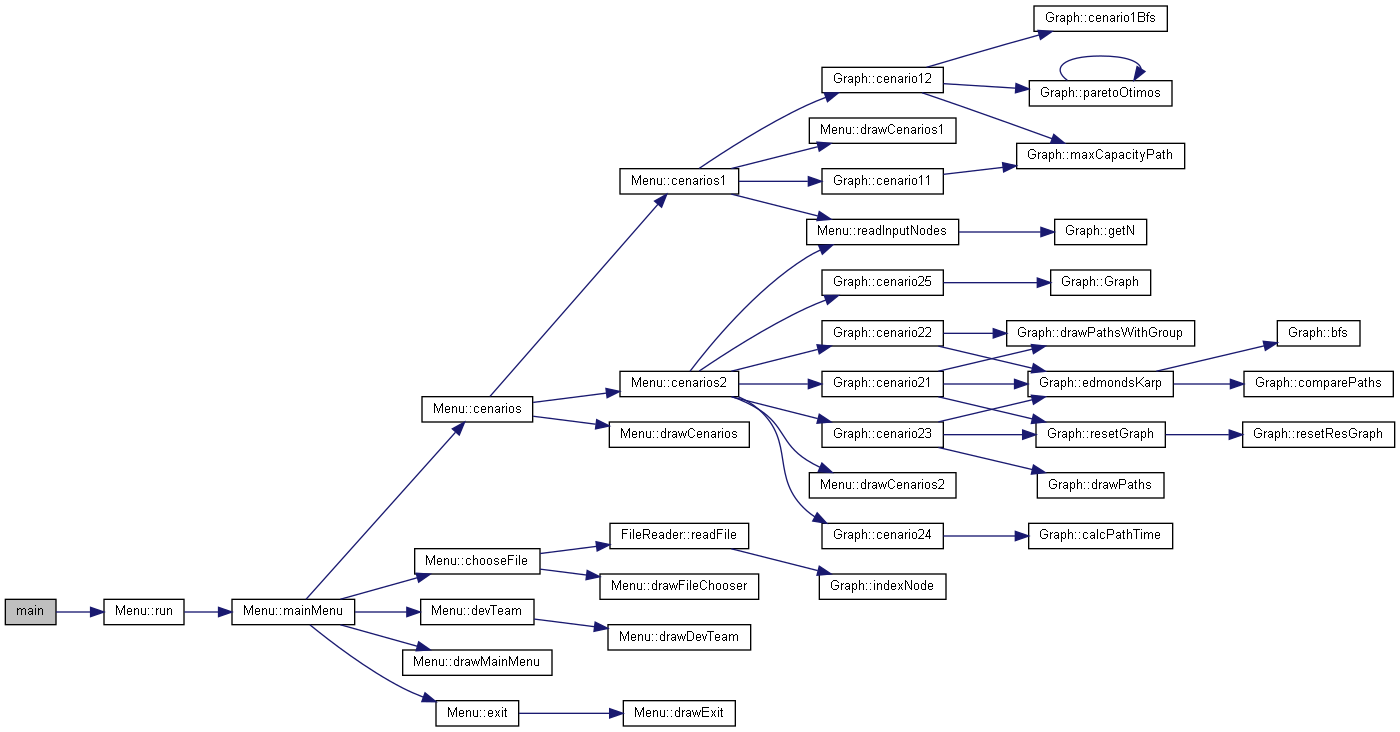 Graph::cenario1Bfs
Graph::cenario12
Graph::paretoOtimos
Menu::drawCenarios1
Graph::maxCapacityPath
Menu::cenarios1
Graph::cenario11
Menu::readInputNodes
Graph::getN
Graph::cenario25
Graph::Graph
Graph::cenario22
Graph::drawPathsWithGroup
Graph::bfs
Menu::cenarios2
Graph::cenario21
Graph::edmondsKarp
Graph::comparePaths
Menu::cenarios
Menu::drawCenarios
Graph::cenario23
Graph::resetGraph
Graph::resetResGraph
Menu::drawCenarios2
Graph::drawPaths
FileReader::readFile
Graph::cenario24
Graph::calcPathTime
Menu::chooseFile
Menu::drawFileChooser
Graph::indexNode
main
Menu::run
Menu::mainMenu
Menu::devTeam
Menu::drawDevTeam
Menu::drawMainMenu
Menu::exit
Menu::drawExit